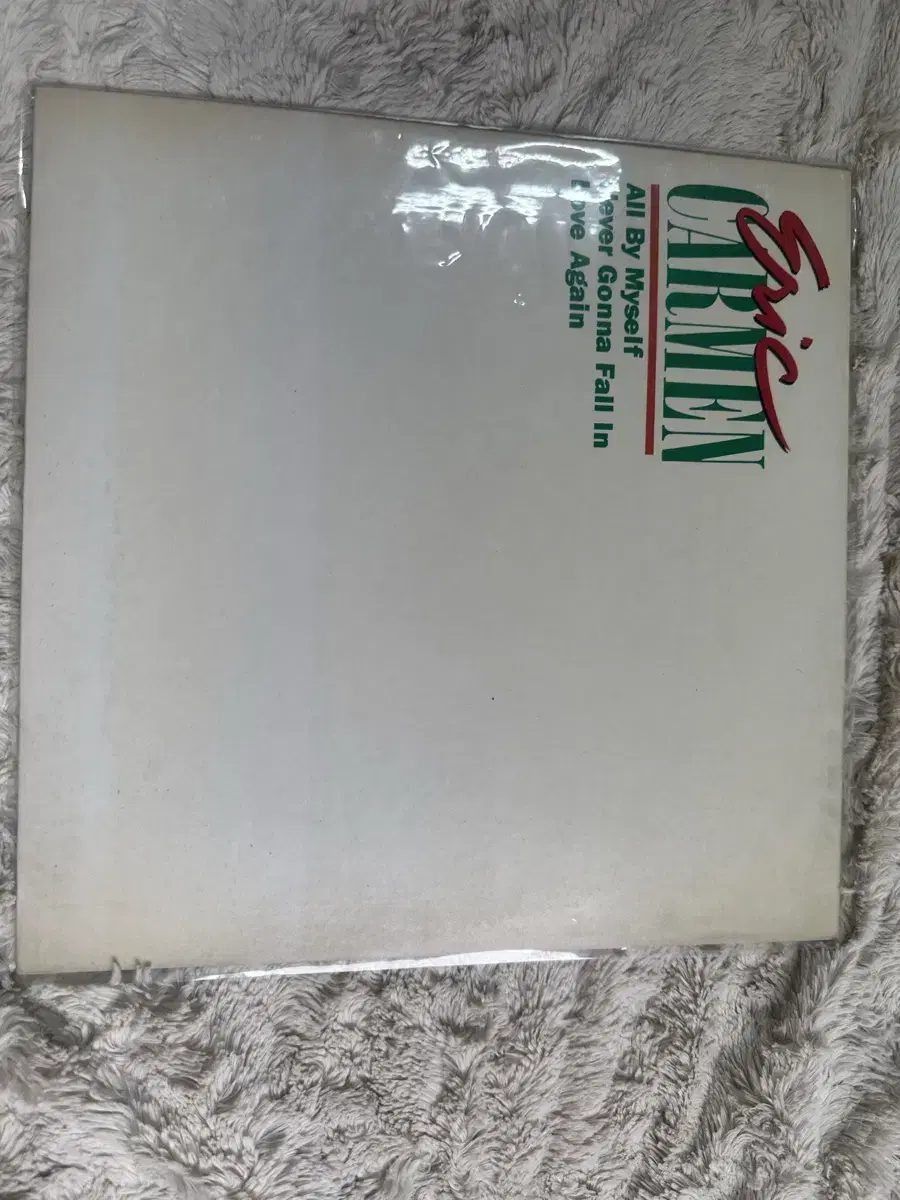 Eric
CARMEN
All By Myself
Never Gonna Fall In
Love Again